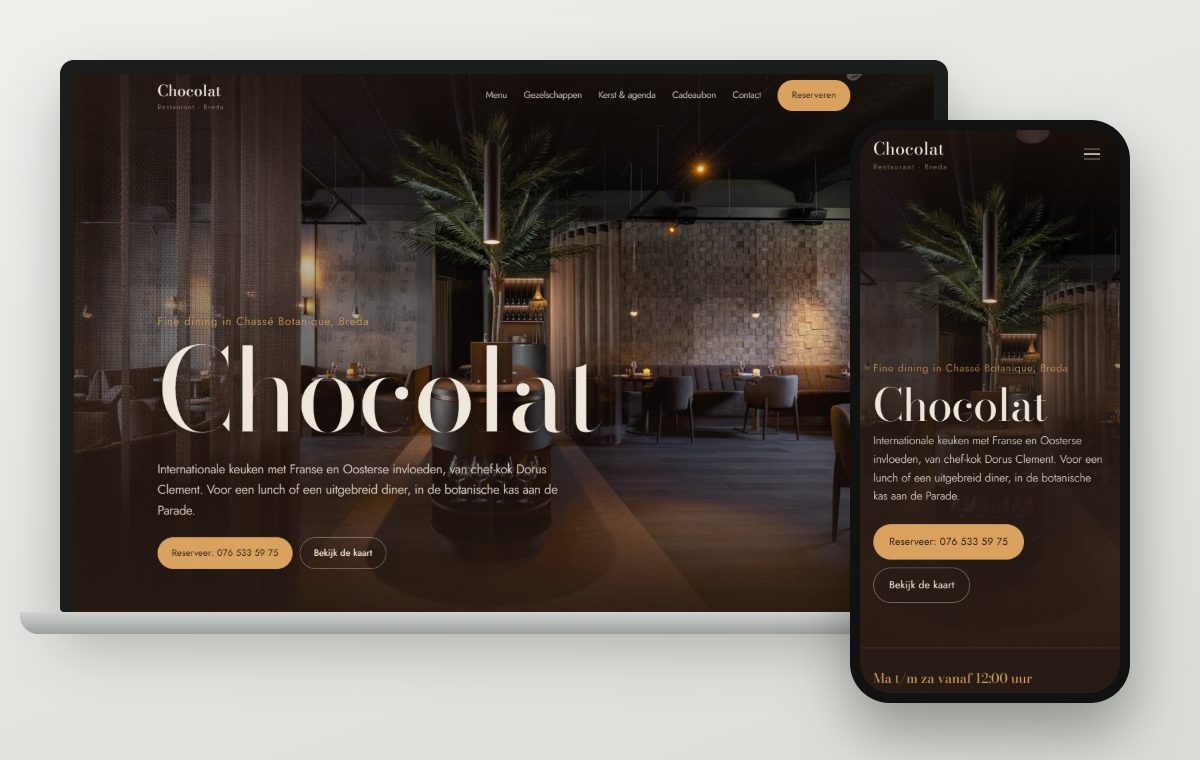 Chocolat
Restaurant · Breda
Menu Gezelschappen Kerst & agenda Cadeaubon Contact Reserveren
Fine dining in Chassé Botanique, Breda
Chocolat
Internationale keuken met Franse en Oosterse invloeden, van chef-kok Dorus
Clement. Voor een lunch of een uitgebreid diner, in de botanische kas aan de
Parade.
Reserveer: 076 533 59 75 Bekijk de kaart
Chocolat
Restaurant · Breda
Fine dining in Chassé Botanique, Breda
Chocolat
Internationale keuken met Franse en Oosterse
invloeden, van chef-kok Dorus Clement. Voor een
lunch of een uitgebreid diner, in de botanische
kas aan de Parade.
Reserveer: 076 533 59 75
Bekijk de kaart
Ma t/m za vanaf 12:00 uur